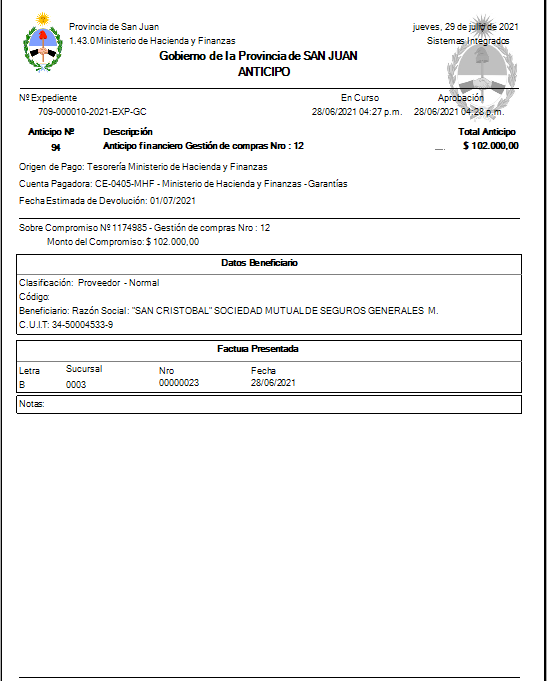 Provincia de San Juan
jueves, 29 de julio de 2021
1.43.0 Ministerio de Hacienda y Finanzas
Sistemas Integrados
Gobierno de la Provincia de SAN JUAN
ANTICIPO
Nº Expediente En Curso Aprobación
709-000010-2021-EXP-GC 28/06/2021 04:27 p.m. 28/06/2021 04:28 p.m.
Anticipo Nº Descripción Total Anticipo
94 Anticipo financiero Gestión de compras Nro : 12 $ 102.000,00
Origen de Pago: Tesorería Ministerio de Hacienda y Finanzas
Cuenta Pagadora: CE-0405-MHF - Ministerio de Hacienda y Finanzas - Garantías
Fecha Estimada de Devolución: 01/07/2021
Sobre Compromiso Nº 1174985 - Gestión de compras Nro : 12
Monto del Compromiso: $ 102.000,00
Datos Beneficiario
Clasificación: Proveedor - Normal
Código:
Beneficiario: Razón Social: "SAN CRISTOBAL" SOCIEDAD MUTUAL DE SEGUROS GENERALES M.
C.U.I.T: 34-50004533-9
Factura Presentada
Letra Sucursal Nro Fecha
B 0003 00000023 28/06/2021
Notas: